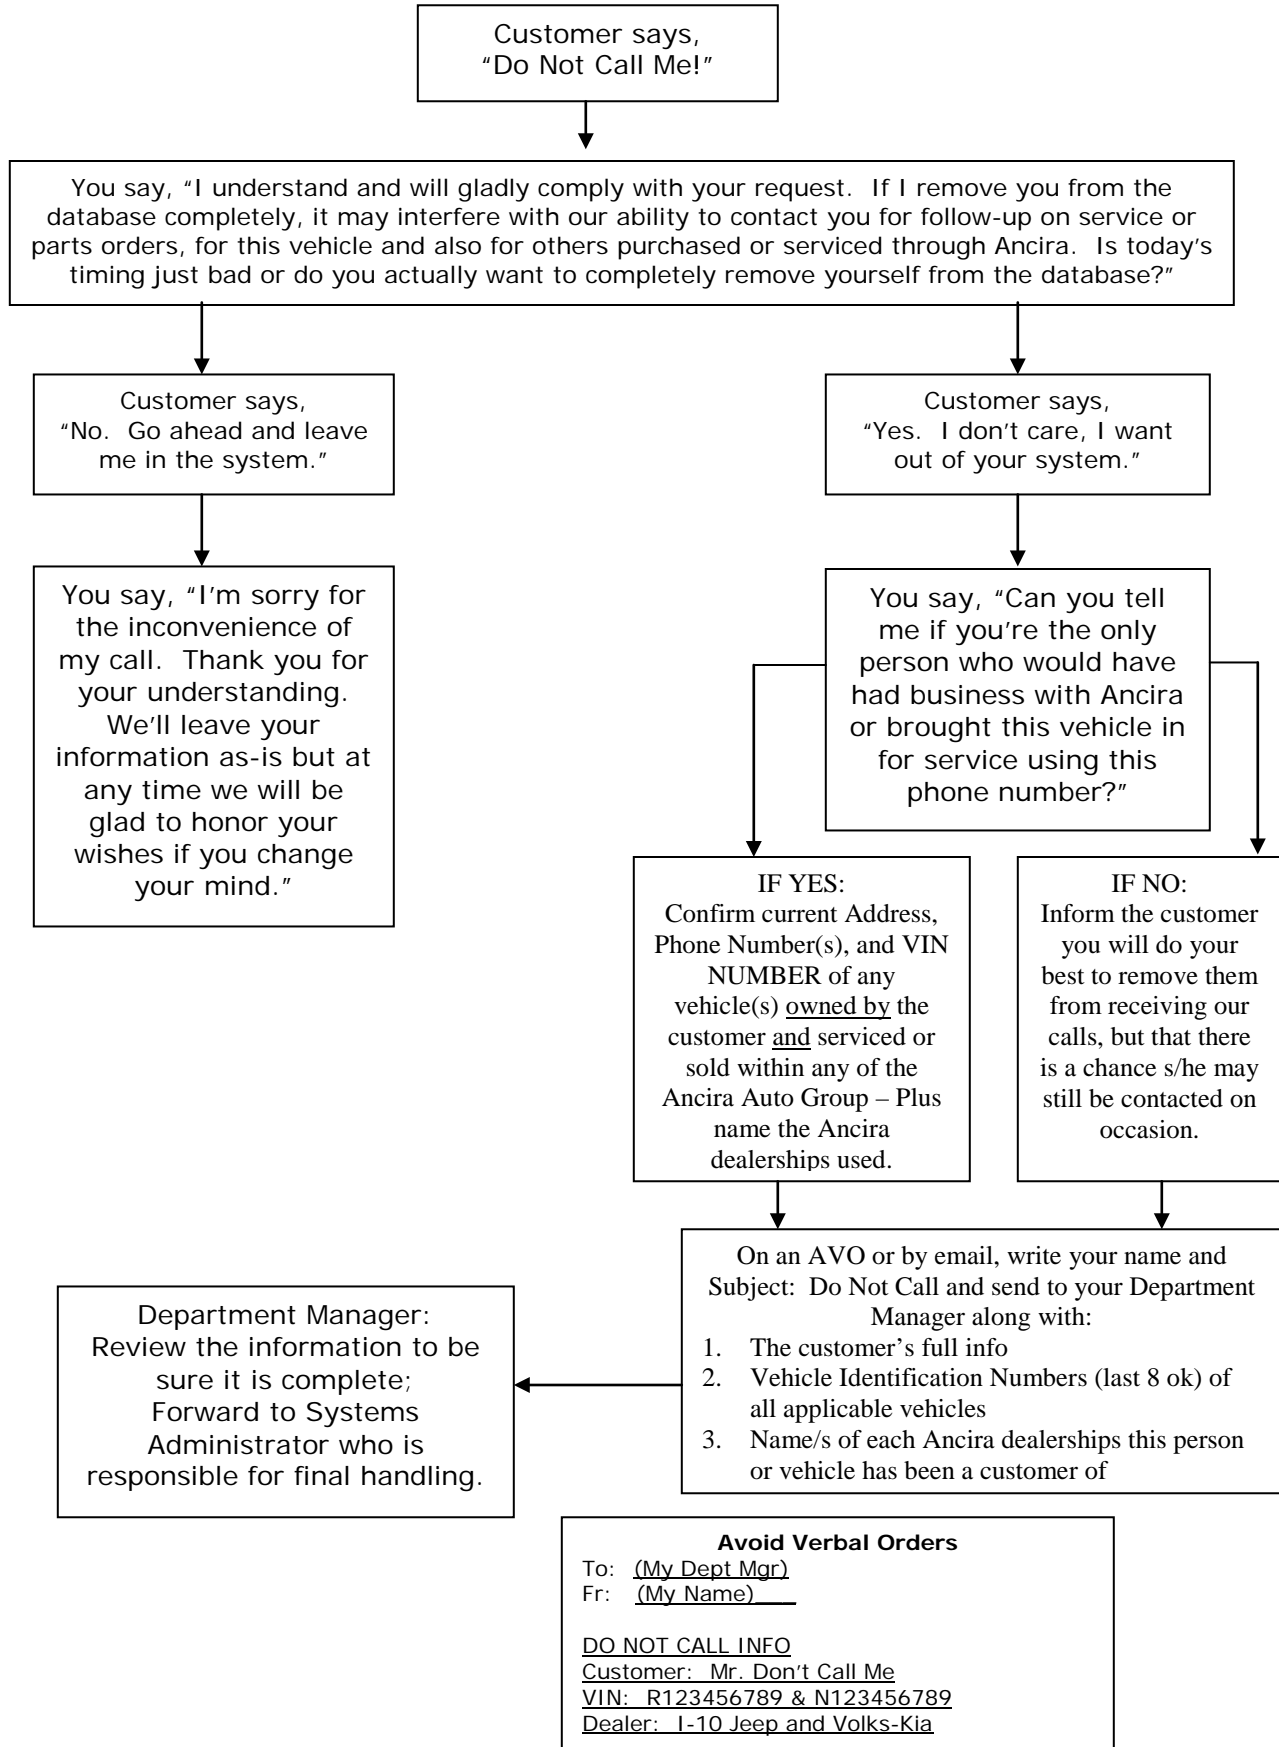 Customer says,
"Do Not Call Me!"
You say, "I understand and will gladly comply with your request.  If I remove you from the
database completely, it may interfere with our ability to contact you for follow-up on service or
parts orders, for this vehicle and also for others purchased or serviced through Ancira.  Is today's
timing just bad or do you actually want to completely remove yourself from the database?"
Customer says,
"No.  Go ahead and leave
me in the system."
Customer says,
"Yes.  I don't care, I want
out of your system."
You say, "I'm sorry for
the inconvenience of
my call.  Thank you for
your understanding.
We'll leave your
information as-is but at
any time we will be
glad to honor your
wishes if you change
your mind."
You say, "Can you tell
me if you're the only
person who would have
had business with Ancira
or brought this vehicle in
for service using this
phone number?"
IF YES:
Confirm current Address,
Phone Number(s), and VIN
NUMBER of any
vehicle(s) owned by the
customer and serviced or
sold within any of the
Ancira Auto Group – Plus
name the Ancira
dealerships used.
IF NO:
Inform the customer
you will do your
best to remove them
from receiving our
calls, but that there
is a chance s/he may
still be contacted on
occasion.
On an AVO or by email, write your name and
Subject:  Do Not Call and send to your Department
Manager along with:
1. The customer's full info
2. Vehicle Identification Numbers (last 8 ok) of
all applicable vehicles
3. Name/s of each Ancira dealerships this person
or vehicle has been a customer of
Department Manager:
Review the information to be
sure it is complete;
Forward to Systems
Administrator who is
responsible for final handling.
Avoid Verbal Orders
To:  (My Dept Mgr)
Fr:  (My Name)___
DO NOT CALL INFO
Customer:  Mr. Don't Call Me
VIN:  R123456789 & N123456789
Dealer:  I-10 Jeep and Volks-Kia